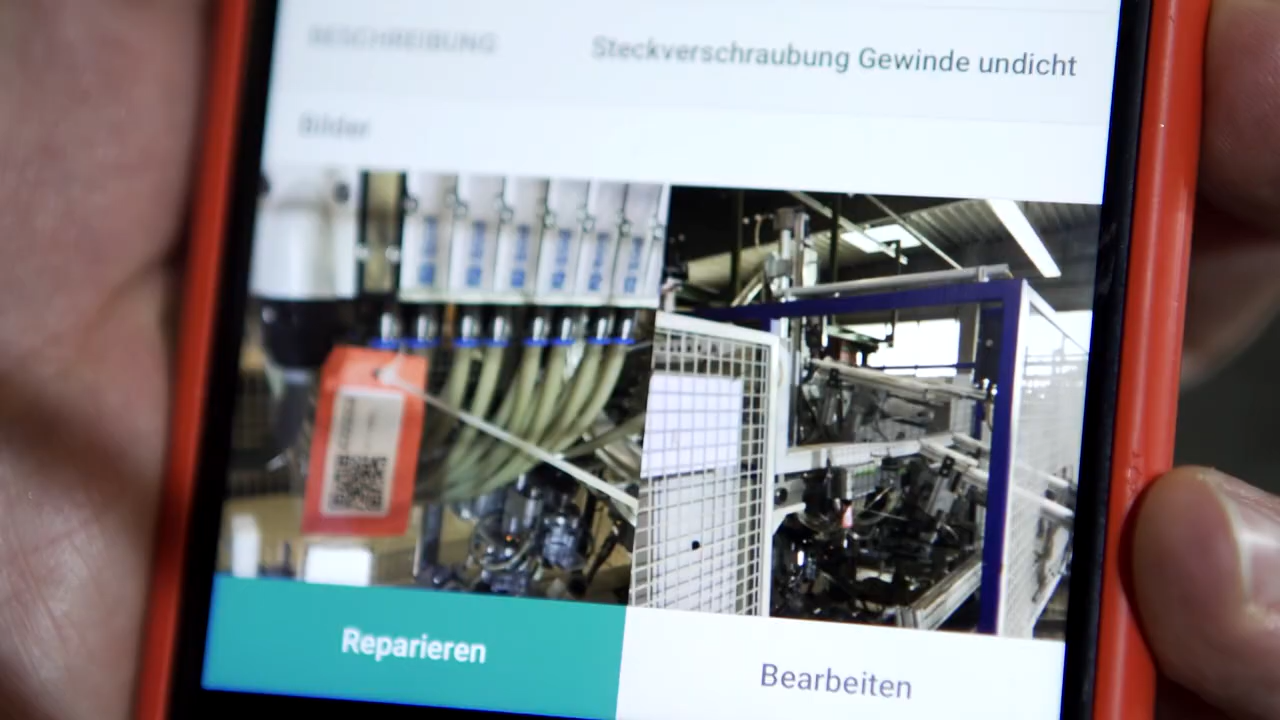 BESCHREIBUNG
Steckverschraubung Gewinde undicht
Bilder
Reparieren
Bearbeiten